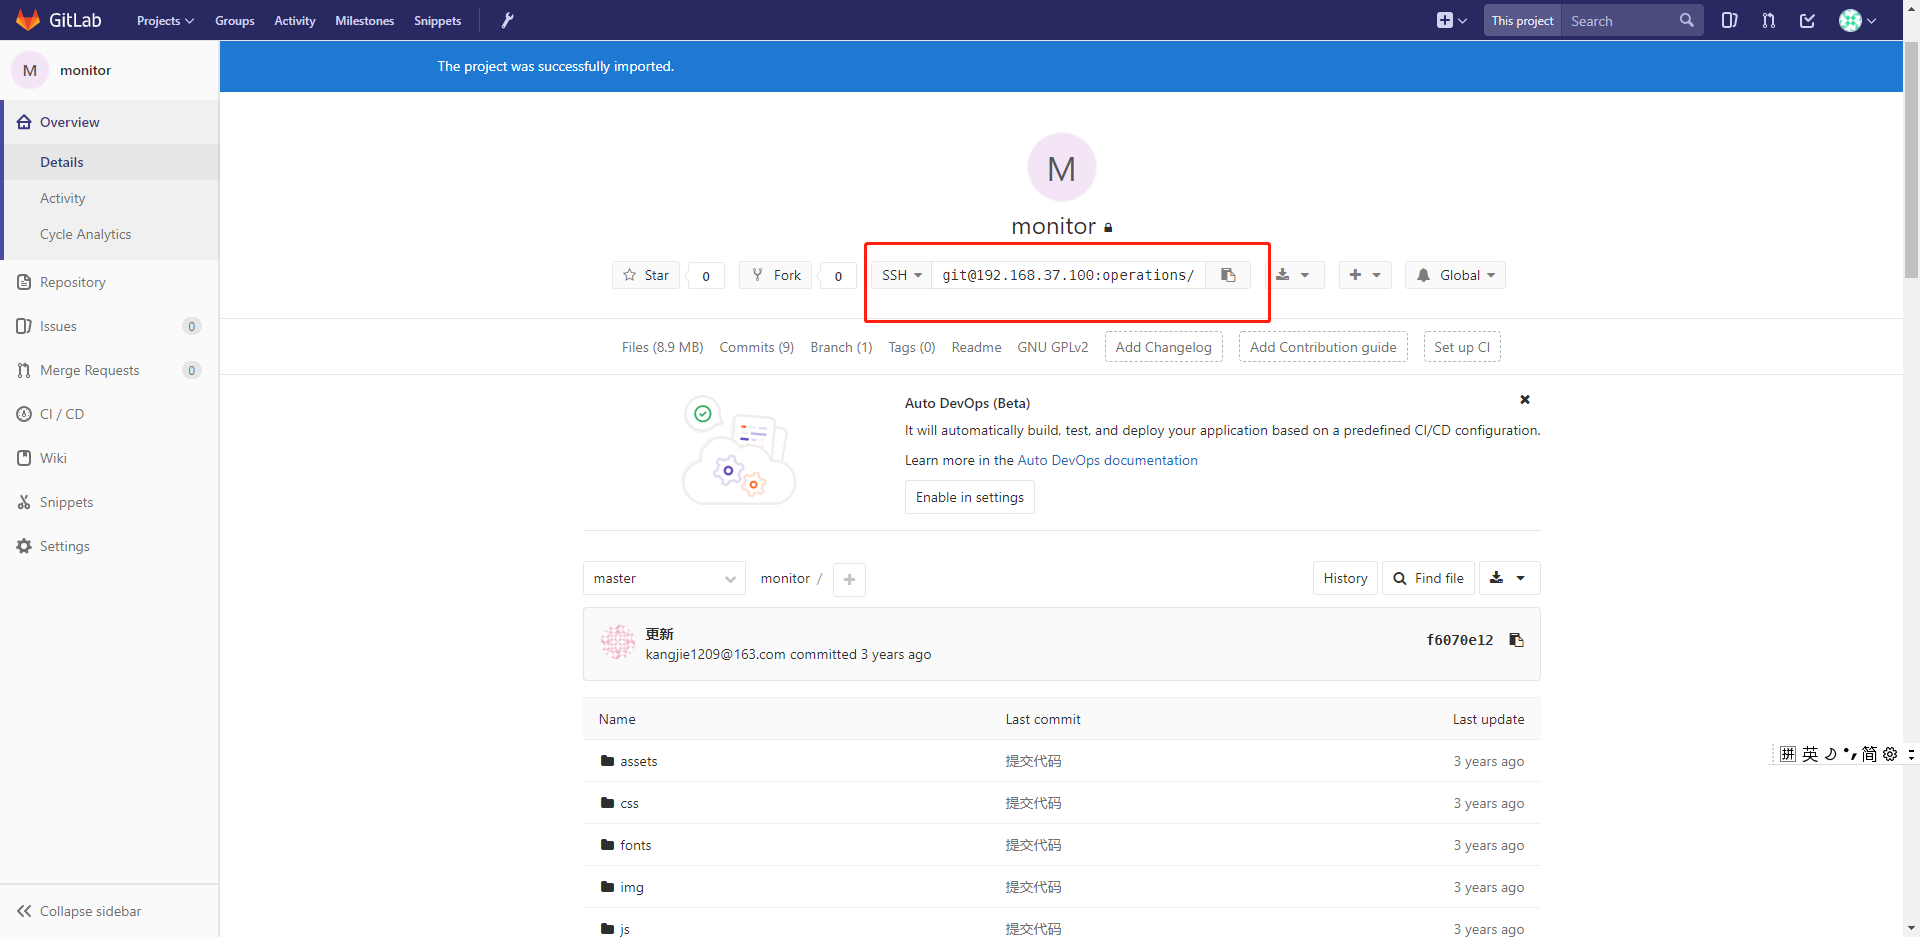 GitLab Projects Groups Activity Milestones Snippets This project Search
M monitor
The project was successfully imported.
Overview
Details
Activity
Cycle Analytics
Repository
Issues 0
Merge Requests 0
CI / CD
Wiki
Snippets
Settings
Collapse sidebar
M
monitor
Star 0 Fork 0 SSH git@192.168.37.100:operations/ Global
Files (8.9 MB) Commits (9) Branch (1) Tags (0) Readme GNU GPLv2 Add Changelog Add Contribution guide Set up CI
Auto DevOps (Beta)
It will automatically build, test, and deploy your application based on a predefined CI/CD configuration.
Learn more in the Auto DevOps documentation
Enable in settings
master monitor / History Find file
更新
kangjie1209@163.com committed 3 years ago
f6070e12
Name Last commit Last update
assets 提交代码 3 years ago
css 提交代码 3 years ago
fonts 提交代码 3 years ago
img 提交代码 3 years ago
js 提交代码 3 years ago
拼 英 简